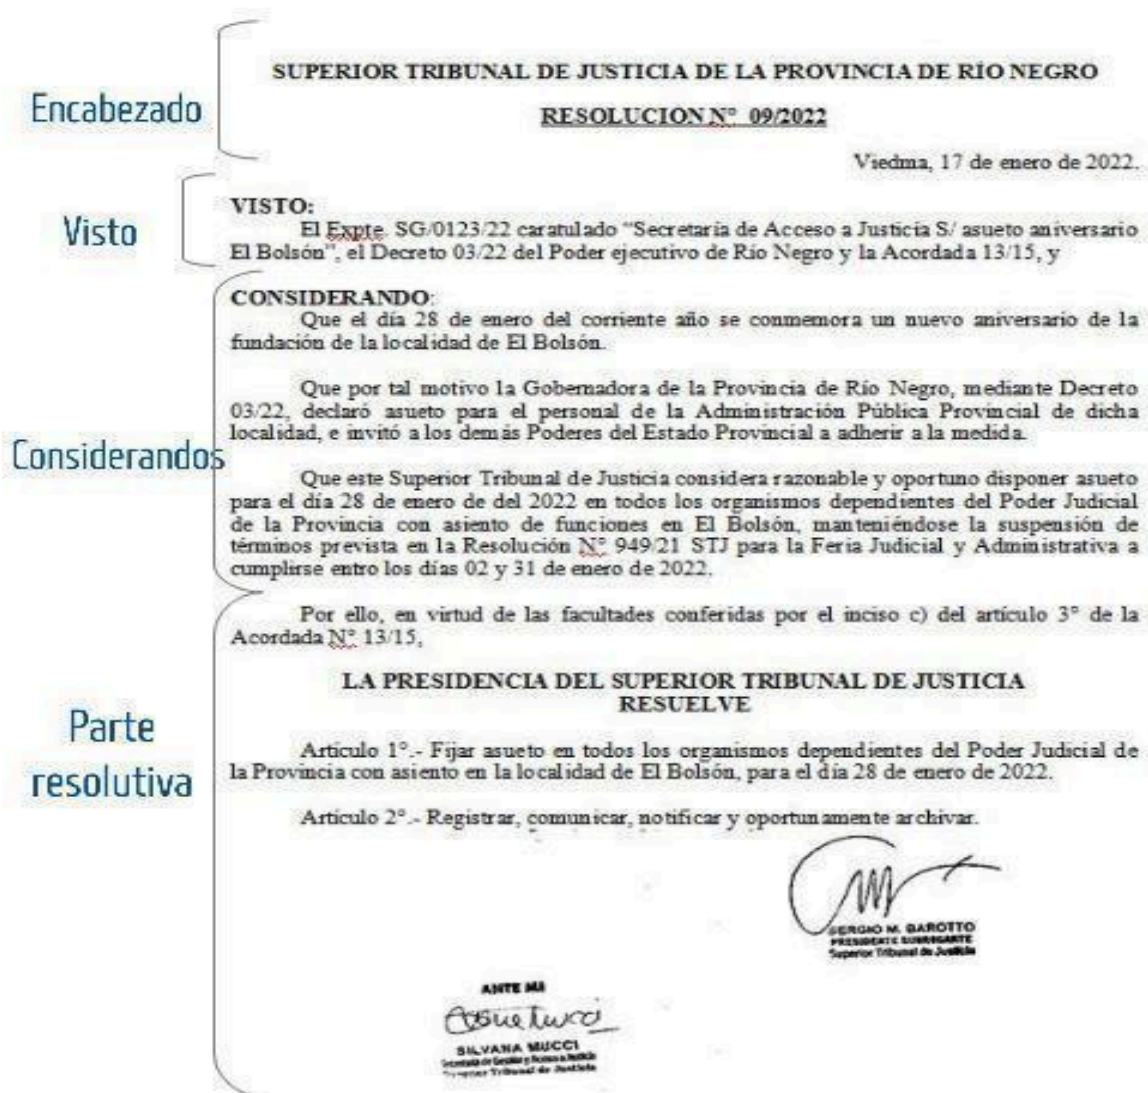 Encabezado
SUPERIOR TRIBUNAL DE JUSTICIA DE LA PROVINCIA DE RÍO NEGRO
RESOLUCION N° 09/2022
Viedma, 17 de enero de 2022.
Visto
VISTO:
El Expte. SG/0123/22 caratulado “Secretaría de Acceso a Justicia S/ asueto aniversario
El Bolsón”, el Decreto 03/22 del Poder ejecutivo de Río Negro y la Acordada 13/15, y
Considerandos
CONSIDERANDO:
Que el día 28 de enero del corriente año se conmemora un nuevo aniversario de la
fundación de la localidad de El Bolsón.
Que por tal motivo la Gobernadora de la Provincia de Río Negro, mediante Decreto
03/22, declaró asueto para el personal de la Administración Pública Provincial de dicha
localidad, e invitó a los demás Poderes del Estado Provincial a adherir a la medida.
Que este Superior Tribunal de Justicia considera razonable y oportuno disponer asueto
para el día 28 de enero de del 2022 en todos los organismos dependientes del Poder Judicial
de la Provincia con asiento de funciones en El Bolsón, manteniéndose la suspensión de
términos prevista en la Resolución N° 949/21 STJ para la Feria Judicial y Administrativa a
cumplirse entro los días 02 y 31 de enero de 2022.
Parte
resolutiva
Por ello, en virtud de las facultades conferidas por el inciso c) del artículo 3° de la
Acordada N° 13/15,
LA PRESIDENCIA DEL SUPERIOR TRIBUNAL DE JUSTICIA
RESUELVE
Artículo 1°.- Fijar asueto en todos los organismos dependientes del Poder Judicial de
la Provincia con asiento en la localidad de El Bolsón, para el día 28 de enero de 2022.
Artículo 2°.- Registrar, comunicar, notificar y oportunamente archivar.
SERGIO M. BAROTTO
PRESIDENTE SUBROGANTE
Superior Tribunal de Justicia
ANTE MI
SILVANA MUCCI
Superior Tribunal de Justicia